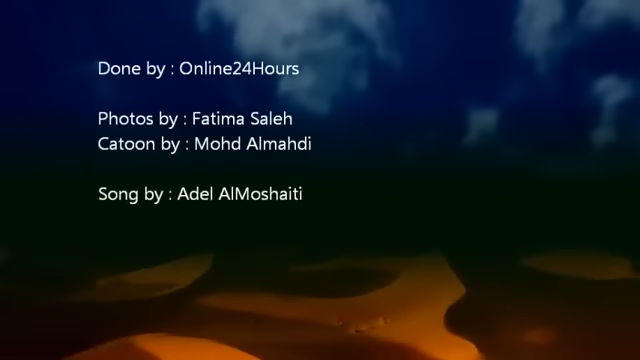 Done by : Online24Hours
Photos by : Fatima Saleh
Catoon by : Mohd Almahdi
Song by : Adel AlMoshaiti